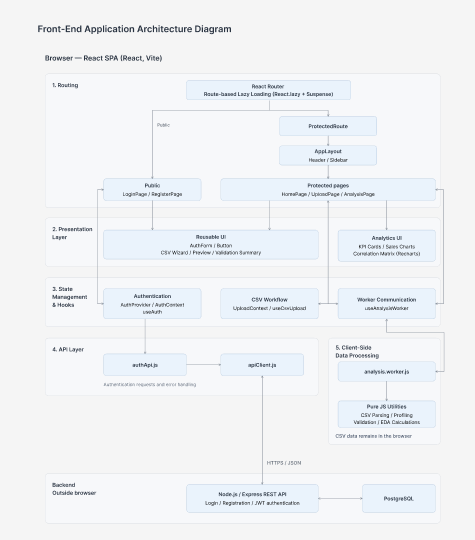 Front-End Application Architecture Diagram
Browser — React SPA (React, Vite)
1. Routing
React Router
Route-based Lazy Loading (React.lazy + Suspense)
Public
ProtectedRoute
AppLayout
Header / Sidebar
Public
LoginPage / RegisterPage
Protected pages
HomePage / UploadPage / AnalysisPage
2. Presentation
Layer
Reusable UI
AuthForm / Button
CSV Wizard / Preview / Validation Summary
Analytics UI
KPI Cards / Sales Charts
Correlation Matrix (Recharts)
3. State
Management
& Hooks
Authentication
AuthProvider / AuthContext
useAuth
CSV Workflow
UploadContext / useCsvUpload
Worker Communication
useAnalysisWorker
4. API Layer
authApi.js
apiClient.js
Authentication requests and error handling
5. Client-Side
Data Processing
analysis.worker.js
Pure JS Utilities
CSV Parsing / Profiling
Validation / EDA Calculations
CSV data remains in the browser
HTTPS / JSON
Backend
Outside browser
Node.js / Express REST API
Login / Registration / JWT authentication
PostgreSQL